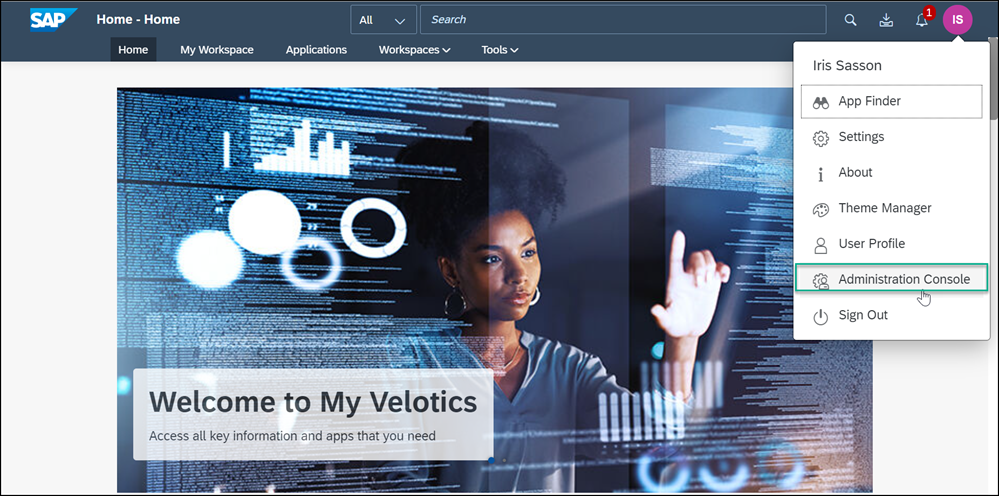 SAP
Home - Home
All
Search
1
IS
Home
My Workspace
Applications
Workspaces
Tools
Iris Sasson
App Finder
Settings
About
Theme Manager
User Profile
Administration Console
Sign Out
Welcome to My Velotics
Access all key information and apps that you need